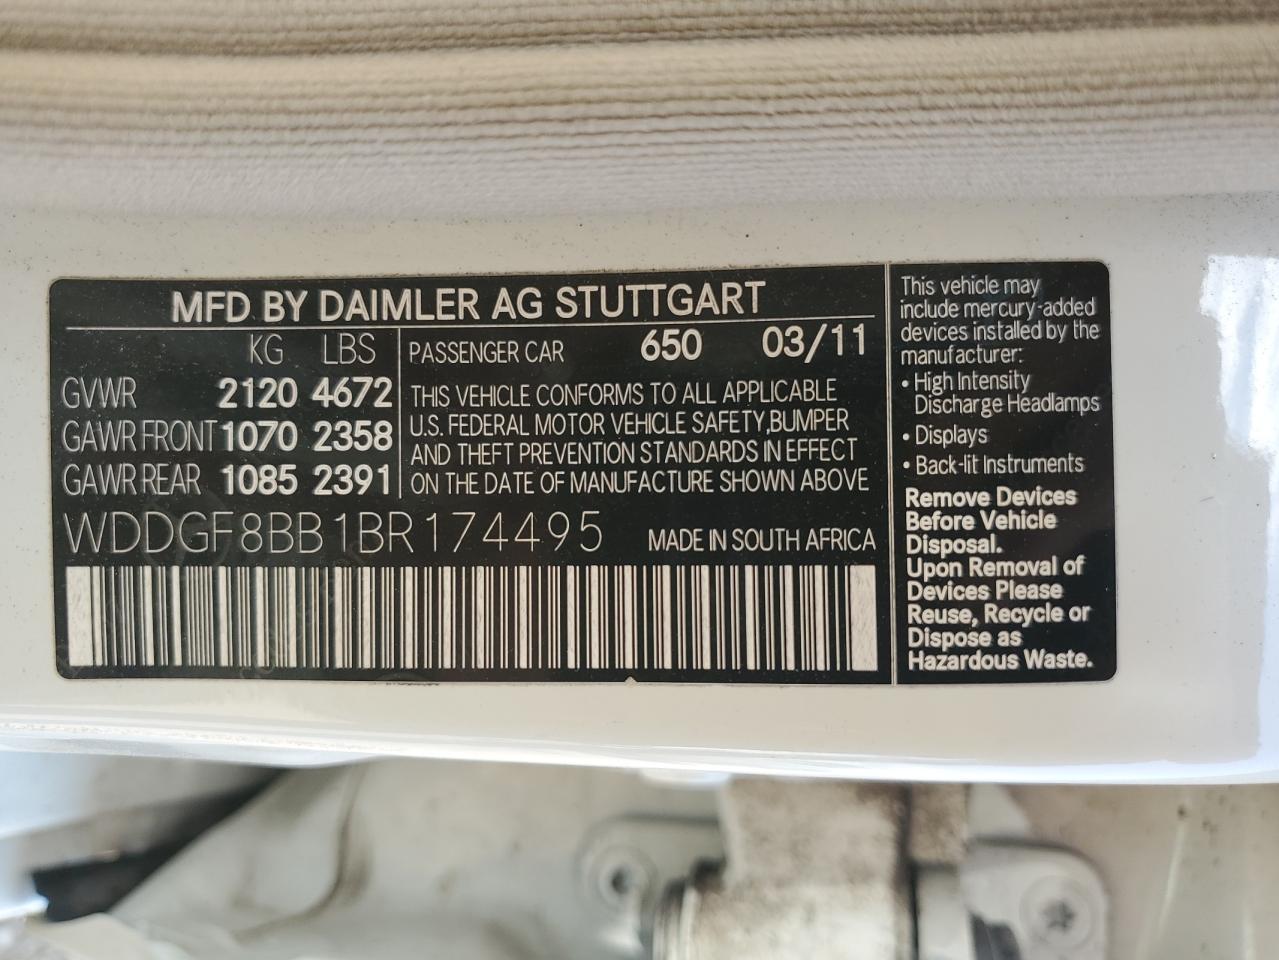 MFD BY DAIMLER AG STUTTGART
KG LBS
GVWR 2120 4672
GAWR FRONT 1070 2358
GAWR REAR 1085 2391
PASSENGER CAR 650 03/11
THIS VEHICLE CONFORMS TO ALL APPLICABLE
U.S. FEDERAL MOTOR VEHICLE SAFETY,BUMPER
AND THEFT PREVENTION STANDARDS IN EFFECT
ON THE DATE OF MANUFACTURE SHOWN ABOVE
WDDGF8BB1BR174495 MADE IN SOUTH AFRICA
This vehicle may
include mercury-added
devices installed by the
manufacturer:
• High Intensity
Discharge Headlamps
• Displays
• Back-lit Instruments
Remove Devices
Before Vehicle
Disposal.
Upon Removal of
Devices Please
Reuse, Recycle or
Dispose as
Hazardous Waste.